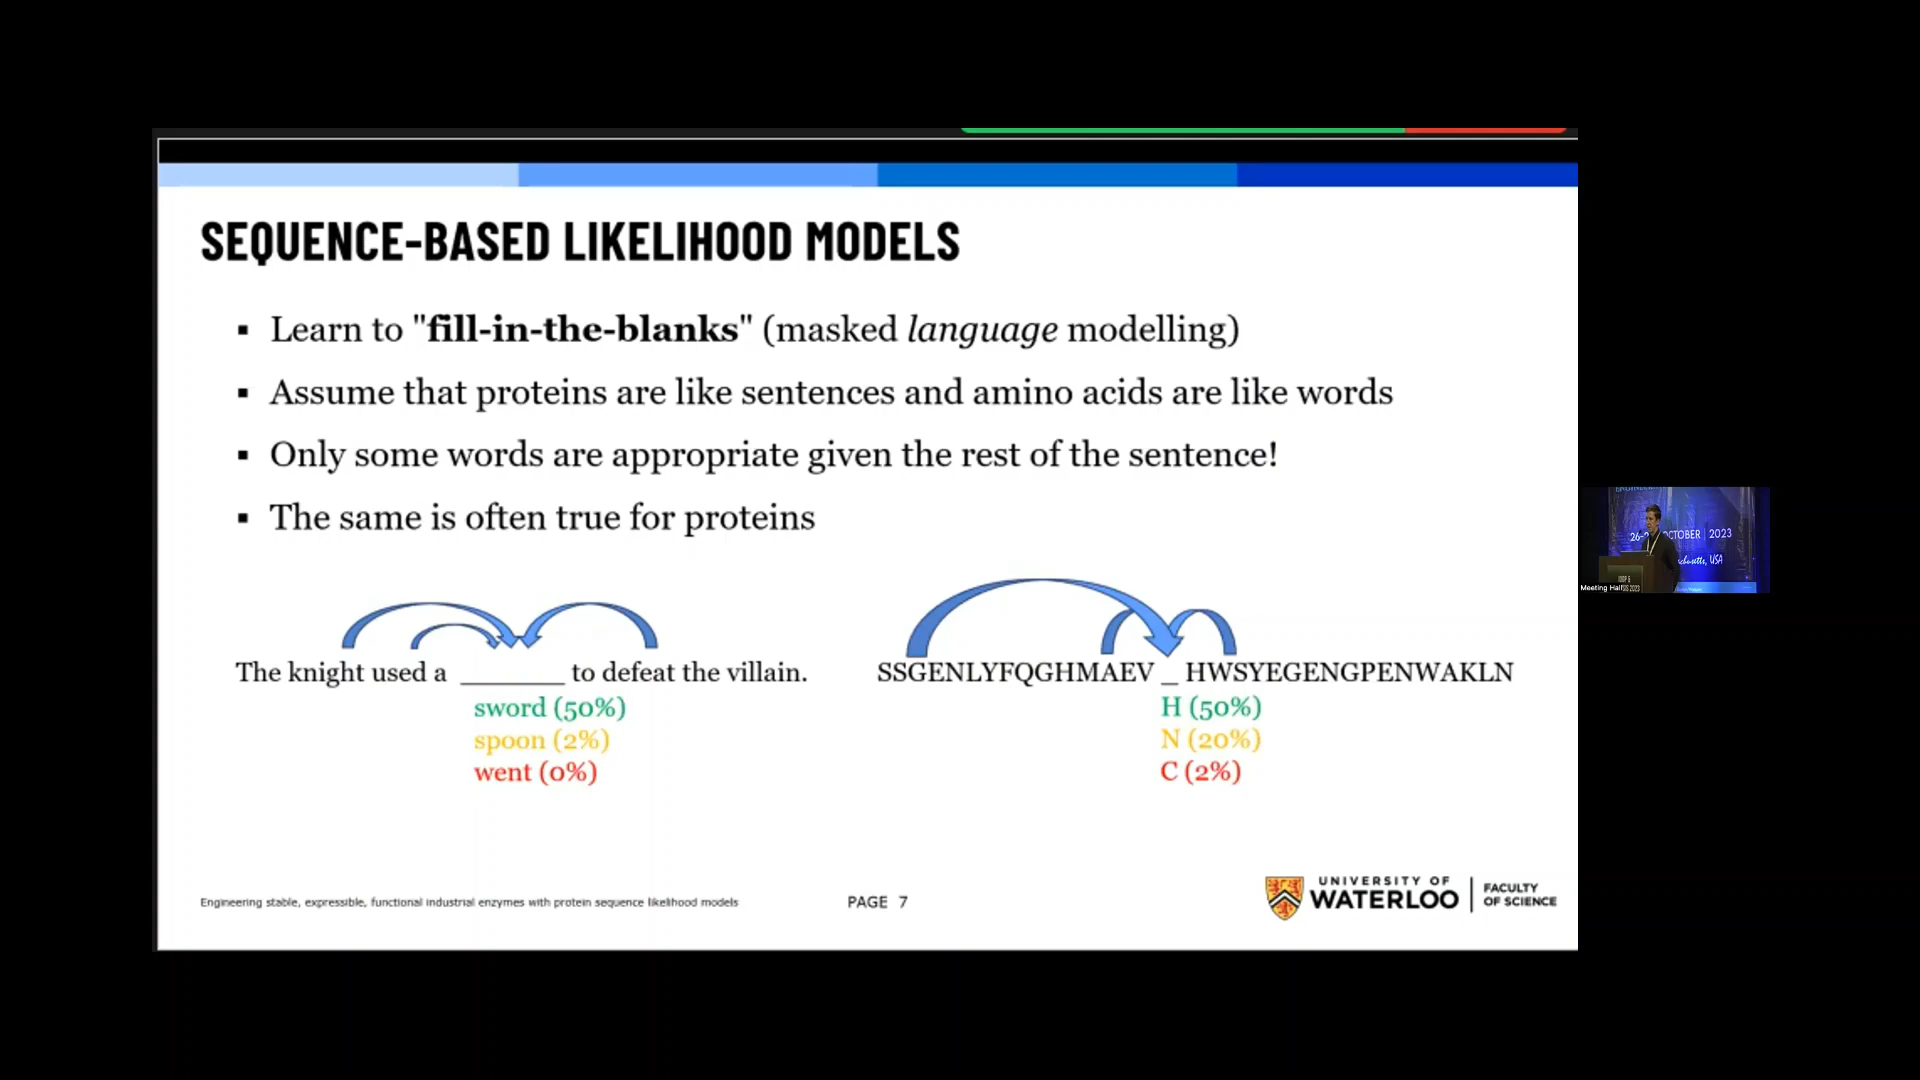 SEQUENCE-BASED LIKELIHOOD MODELS
▪ Learn to "fill-in-the-blanks" (masked language modelling)
▪ Assume that proteins are like sentences and amino acids are like words
▪ Only some words are appropriate given the rest of the sentence!
▪ The same is often true for proteins
The knight used a ________ to defeat the villain.
sword (50%)
spoon (2%)
went (0%)
SSGENLYFQGHMAEV _ HWSYEGENGPENWAKLN
H (50%)
N (20%)
C (2%)
Engineering stable, expressible, functional industrial enzymes with protein sequence likelihood models
PAGE 7
UNIVERSITY OF
WATERLOO
FACULTY
OF SCIENCE
OCTOBER | 2023
USA
Meeting Hall